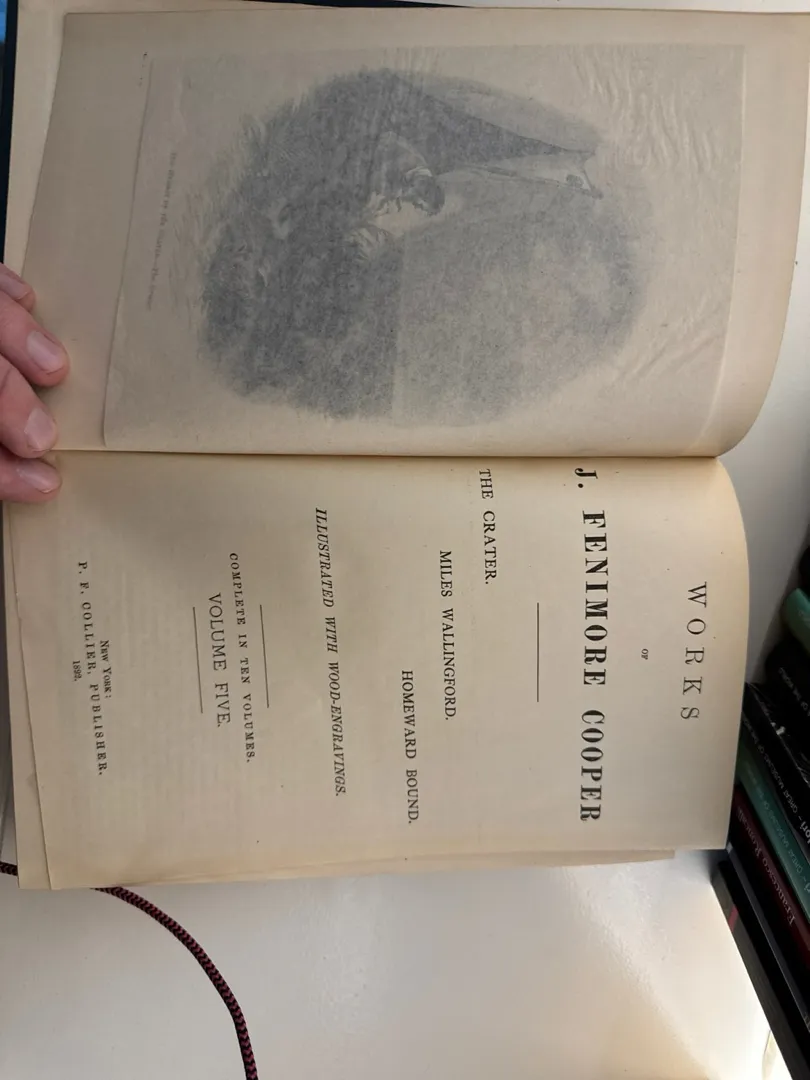 WORKS
OF
J. FENIMORE COOPER
THE CRATER.
MILES WALLINGFORD.
HOMEWARD BOUND.
ILLUSTRATED WITH WOOD-ENGRAVINGS.
COMPLETE IN TEN VOLUMES.
VOLUME FIVE.
NEW YORK:
P. F. COLLIER, PUBLISHER.
1892.